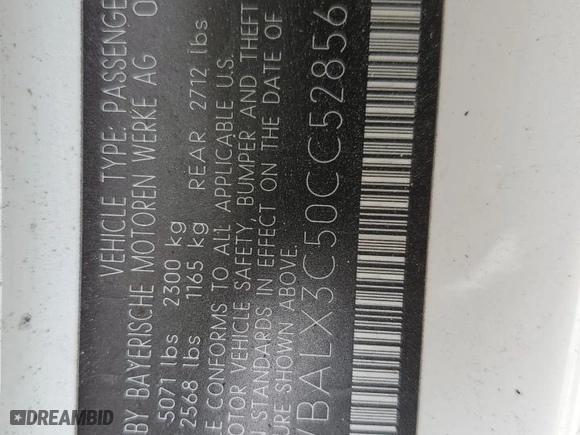 VEHICLE TYPE: PASSENGE
BY BAYERISCHE MOTOREN WERKE AG 0
5071 lbs 2300 kg
2568 lbs 1165 kg REAR 2712 lbs
E CONFORMS TO ALL APPLICABLE U.S.
OTOR VEHICLE SAFETY, BUMPER AND THEFT
N STANDARDS IN EFFECT ON THE DATE OF
URE SHOWN ABOVE.
WBALX3C50CC52856
DREAMBID